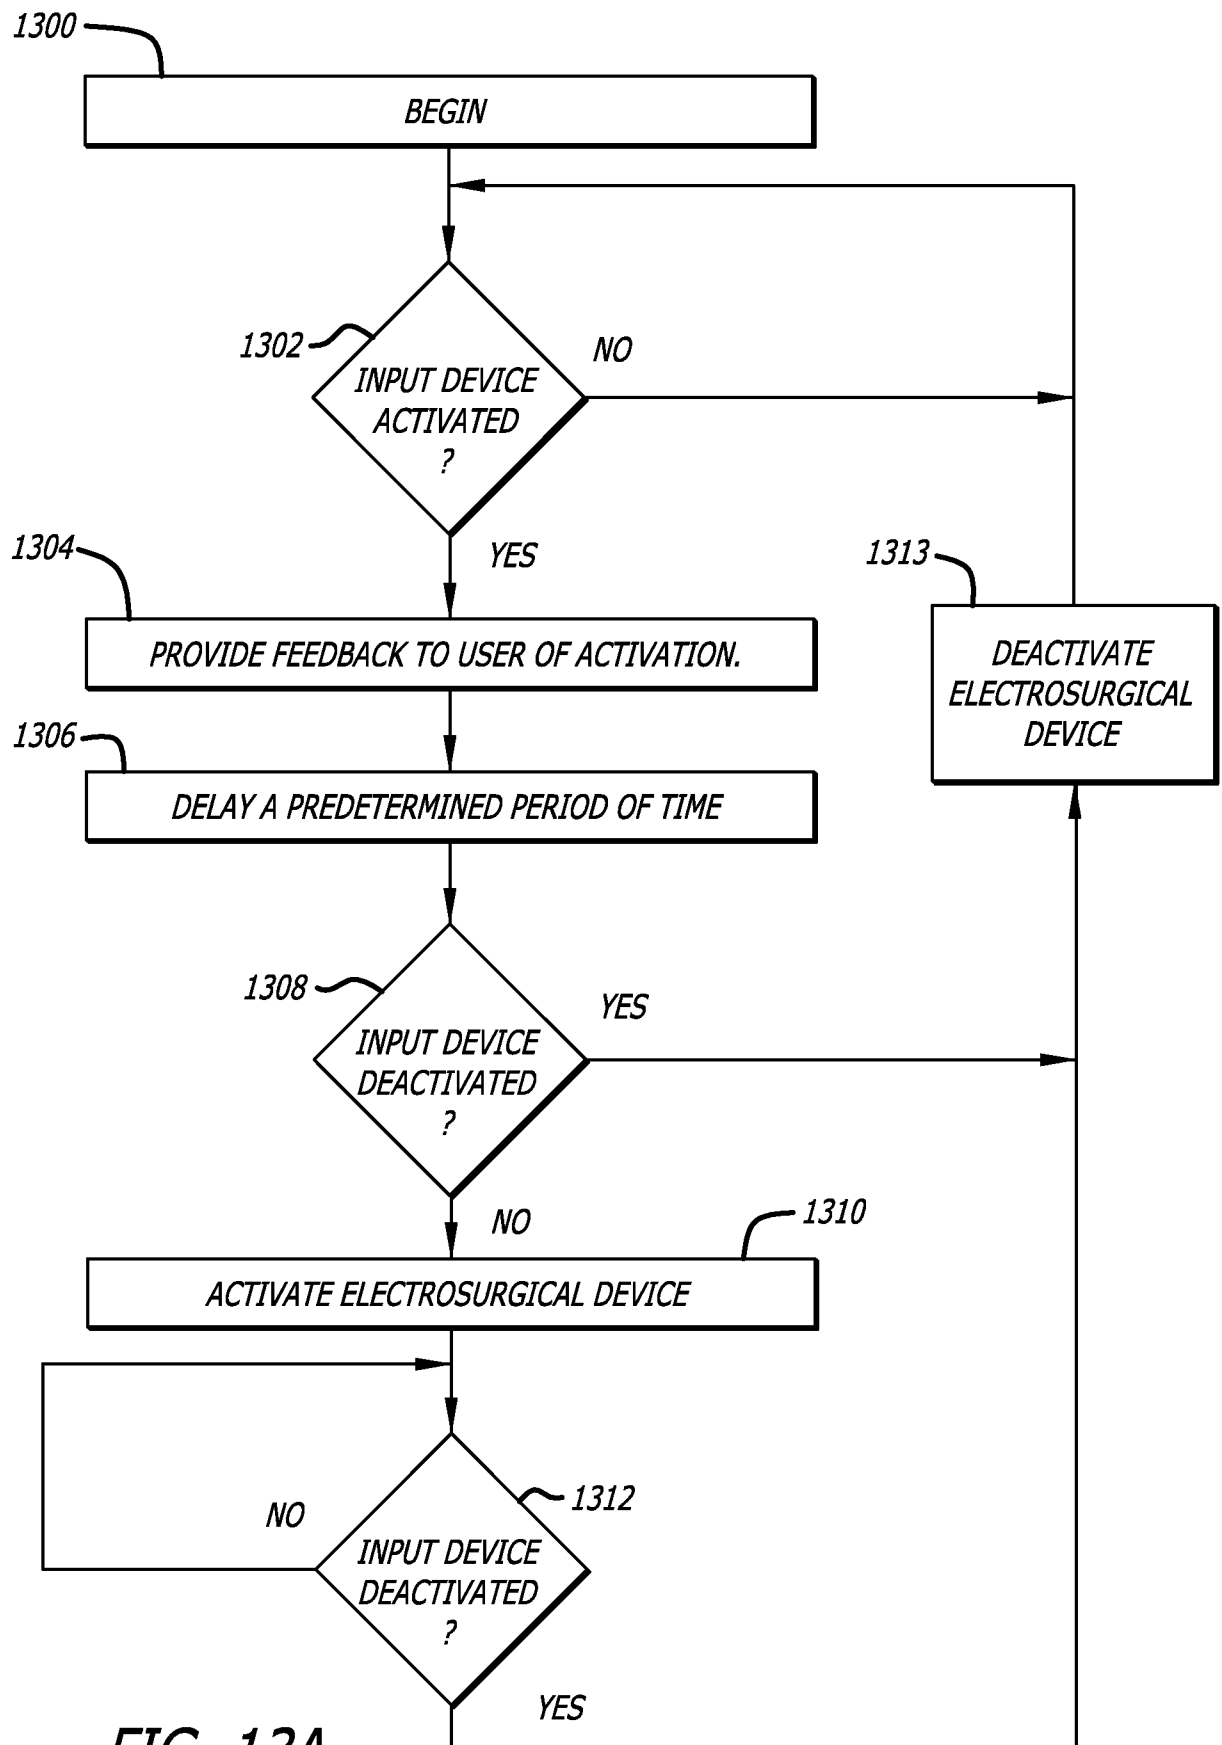 1300
BEGIN
1302
NO
INPUT DEVICE
ACTIVATED
?
YES
1304
PROVIDE FEEDBACK TO USER OF ACTIVATION.
1313
DEACTIVATE
ELECTROSURGICAL
DEVICE
1306
DELAY A PREDETERMINED PERIOD OF TIME
1308
YES
INPUT DEVICE
DEACTIVATED
?
NO
1310
ACTIVATE ELECTROSURGICAL DEVICE
1312
NO
INPUT DEVICE
DEACTIVATED
?
YES
FIG. 13A